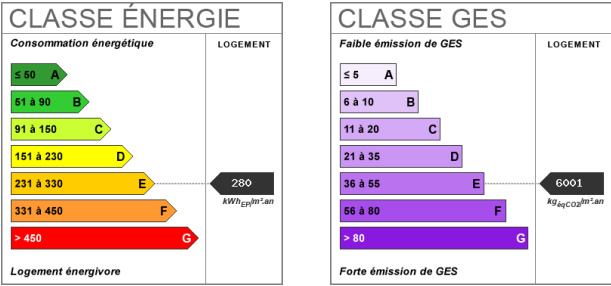 CLASSE ÉNERGIE
Consommation énergétique
LOGEMENT
≤ 50 A
51 à 90 B
91 à 150 C
151 à 230 D
231 à 330 E
280
kWhEP/m².an
331 à 450 F
> 450 G
Logement énergivore
CLASSE GES
Faible émission de GES
LOGEMENT
≤ 5 A
6 à 10 B
11 à 20 C
21 à 35 D
36 à 55 E
6001
kgéqCO2/m².an
56 à 80 F
> 80 G
Forte émission de GES